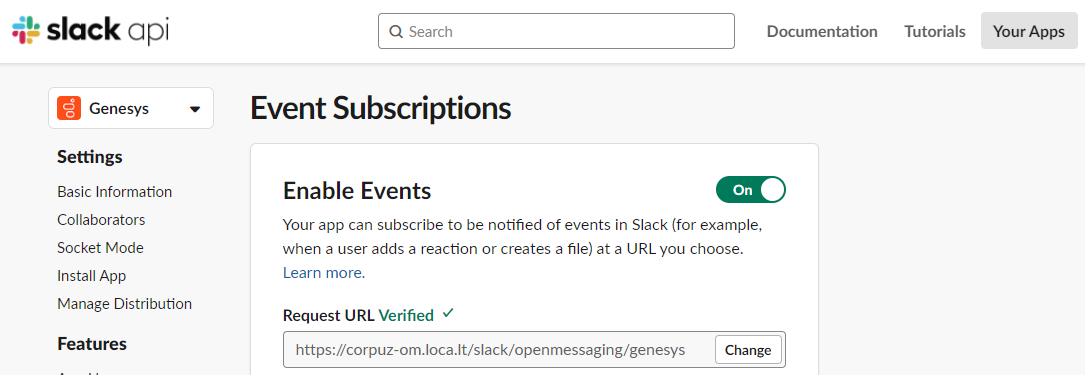 slack api
Search
Documentation
Tutorials
Your Apps
Genesys
Settings
Basic Information
Collaborators
Socket Mode
Install App
Manage Distribution
Features
Event Subscriptions
Enable Events
On
Your app can subscribe to be notified of events in Slack (for example,
when a user adds a reaction or creates a file) at a URL you choose.
Learn more.
Request URL Verified ✓
https://corpuz-om.loca.lt/slack/openmessaging/genesys
Change